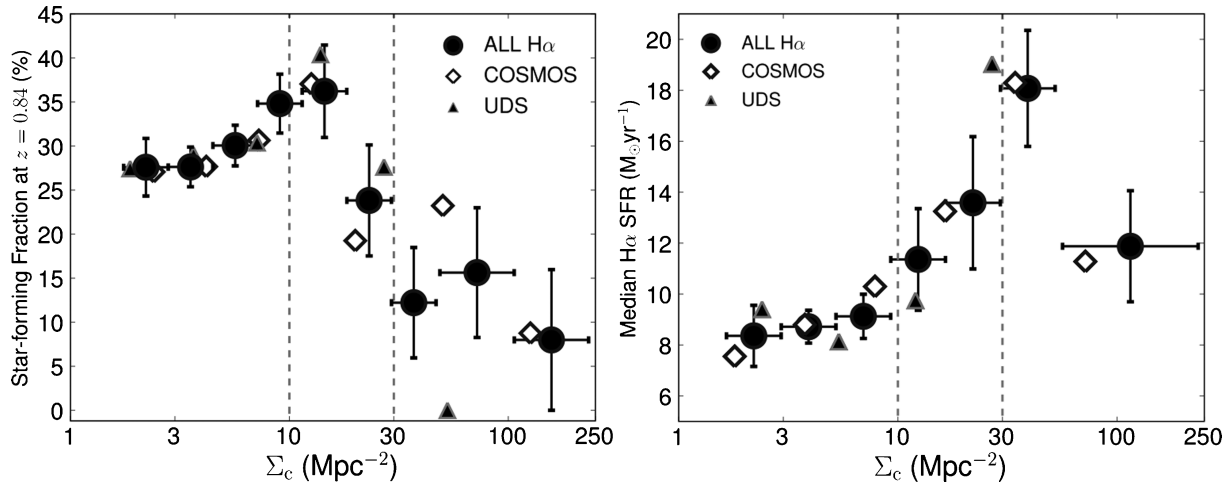 45
40
35
30
25
20
15
10
5
0
Star-forming Fraction at z = 0.84 (%)
ALL Hα
COSMOS
UDS
1 3 10 30 100 250
Σc (Mpc−2)
20
18
16
14
12
10
8
6
Median Hα SFR (M⊙yr−1)
ALL Hα
COSMOS
UDS
1 3 10 30 100 250
Σc (Mpc−2)